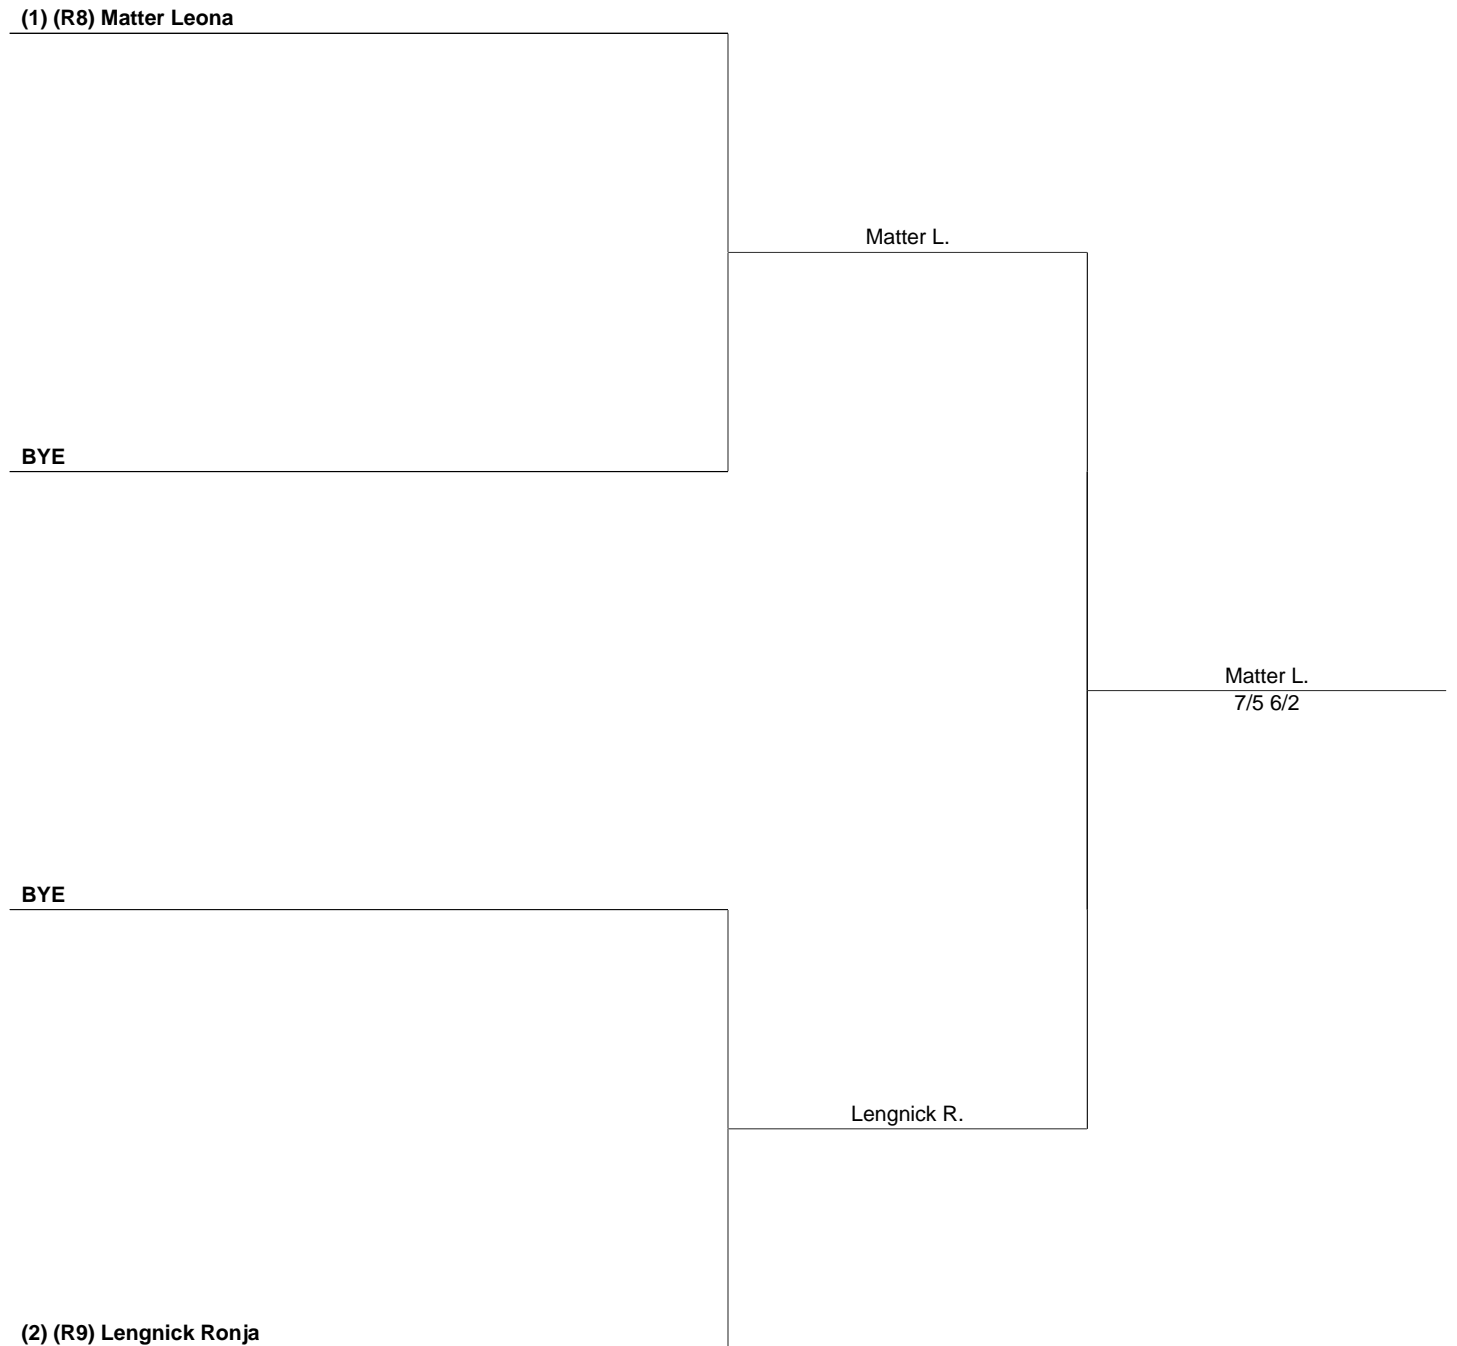 (1) (R8) Matter Leona
Matter L.
BYE
Matter L.
7/5 6/2
BYE
Lengnick R.
(2) (R9) Lengnick Ronja